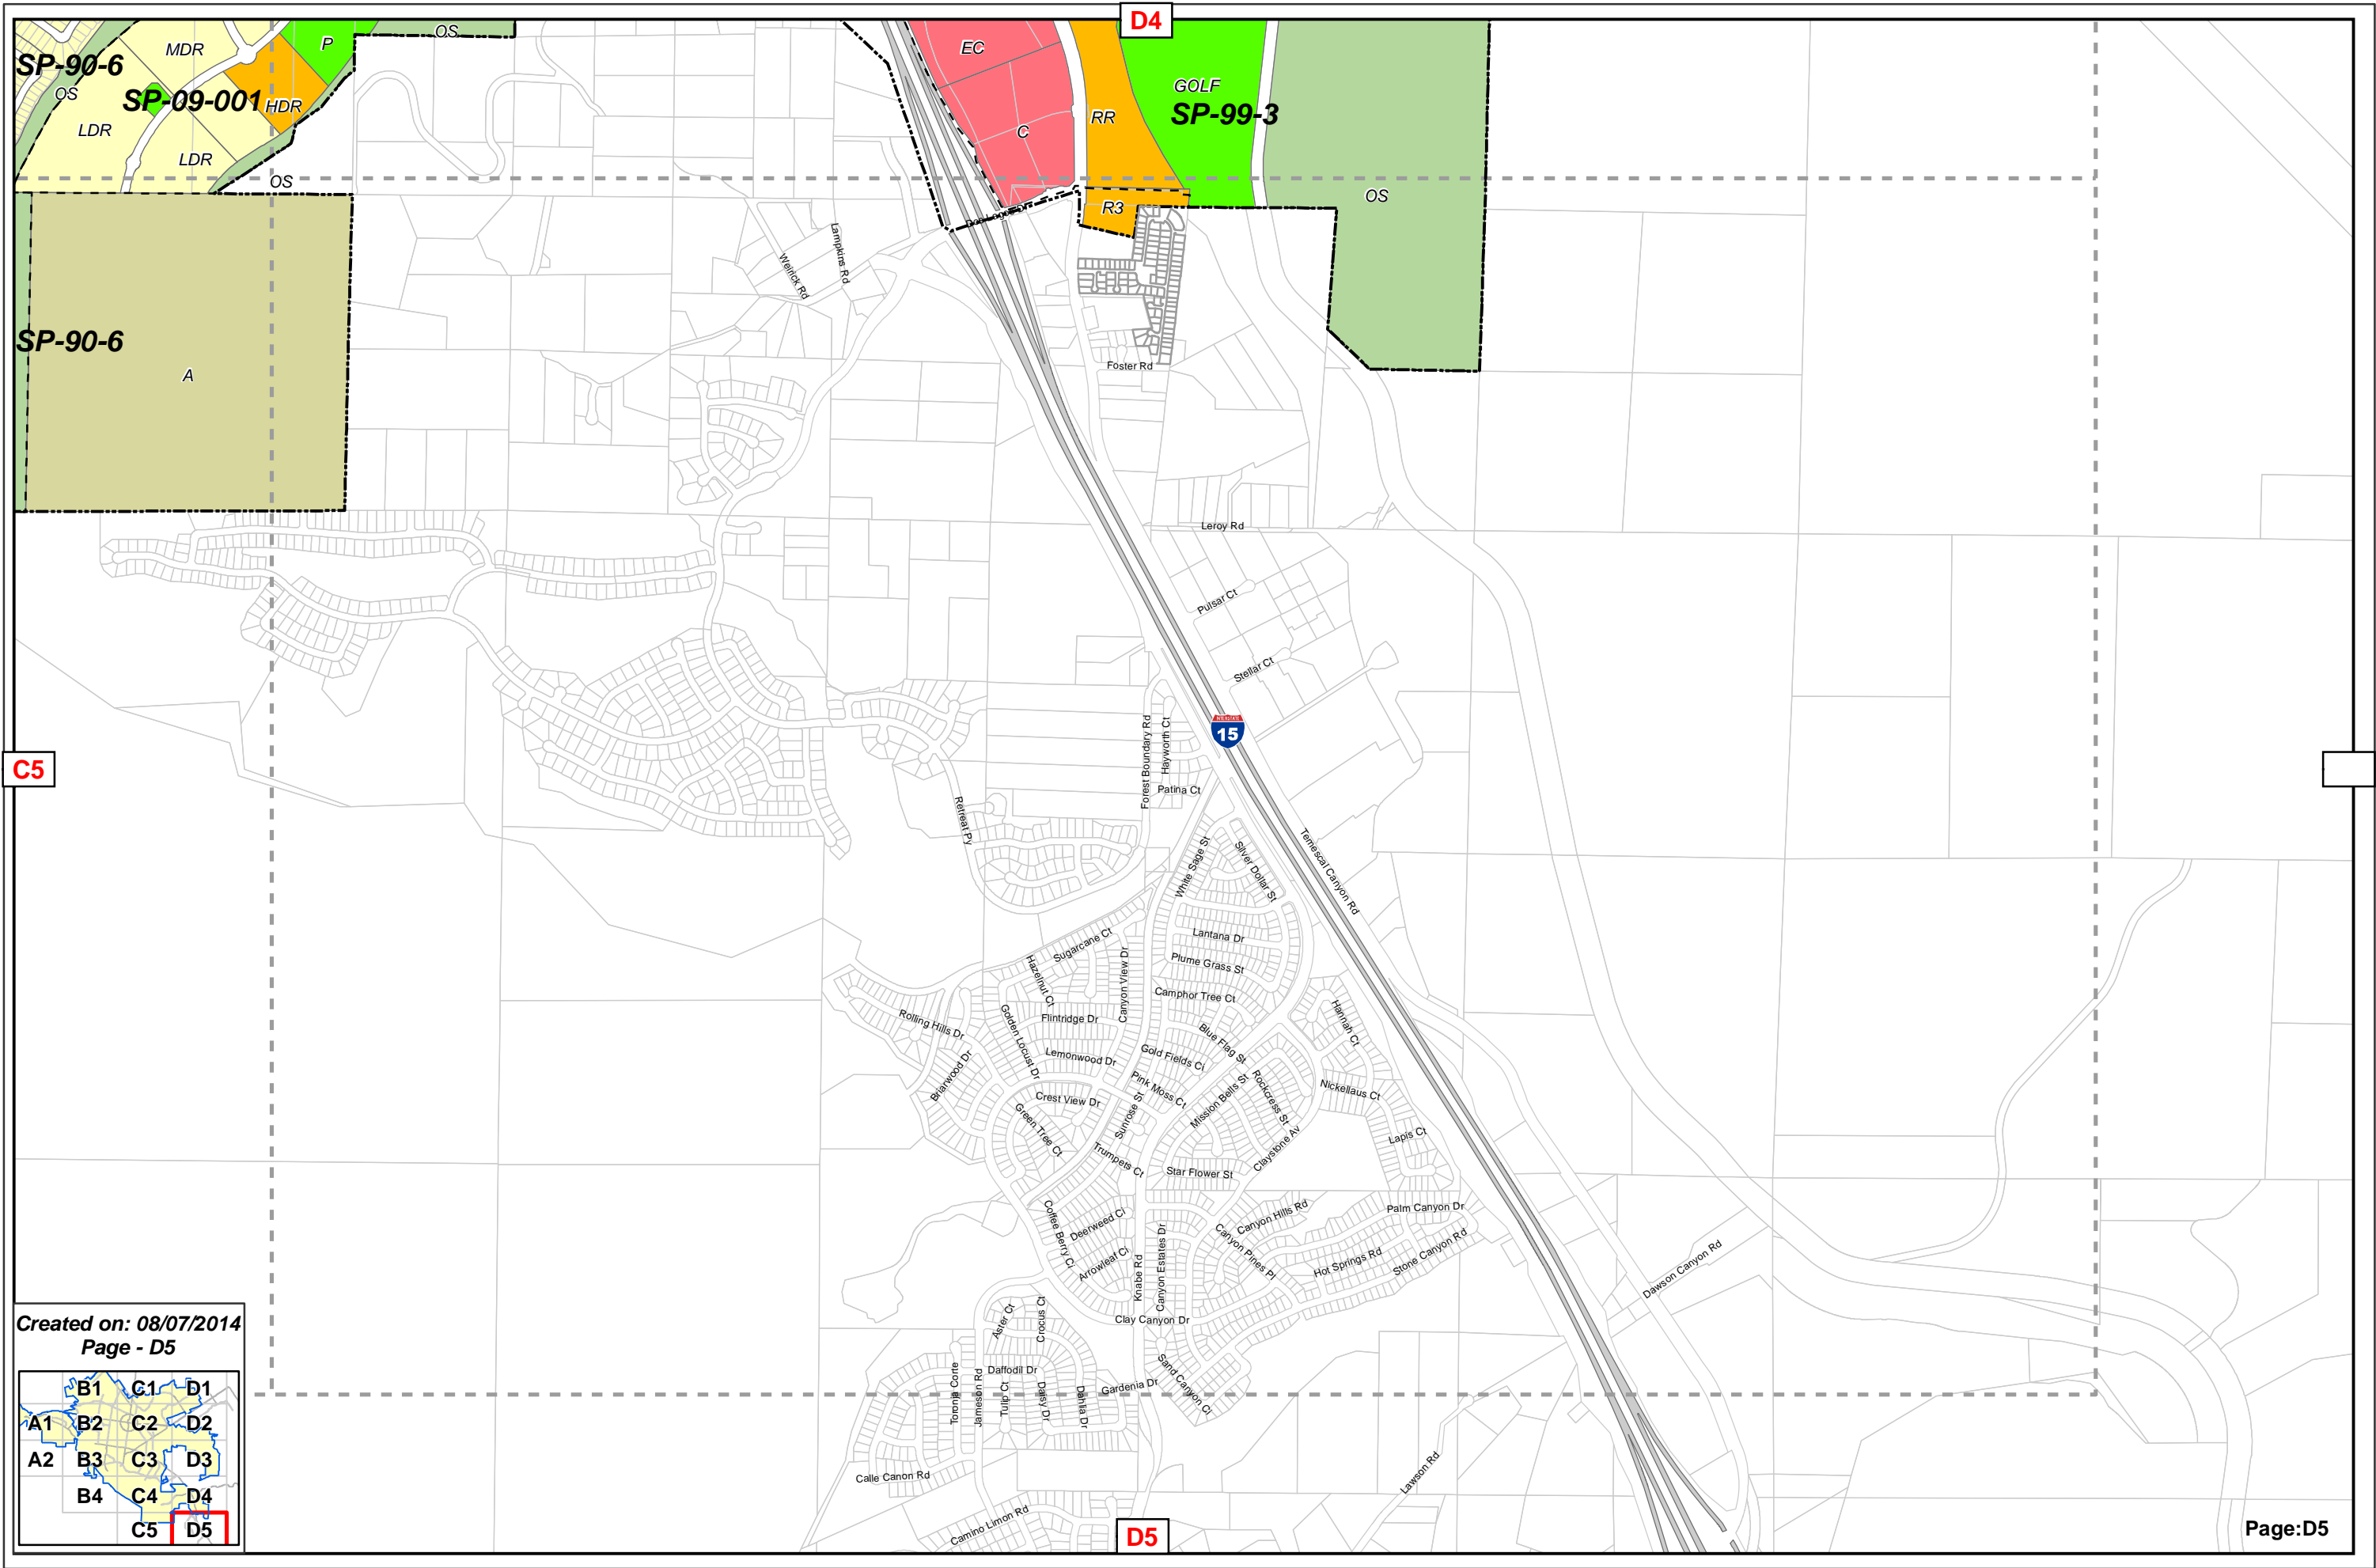 D4
OS
MDR
P
EC
SP-90-6
GOLF
OS
SP-09-001
HDR
SP-99-3
RR
LDR
C
LDR
OS
OS
R3
Dos Lagos Dr
Lampkins Rd
Weirick Rd
SP-90-6
Foster Rd
A
Leroy Rd
Pulsar Ct
Stellar Ct
INTERSTATE
15
Forest Boundary Rd
Hayworth Ct
C5
Patina Ct
Retreat Py
Temescal Canyon Rd
White Sage St
Silver Dollar St
Lantana Dr
Sugarcane Ct
Plume Grass St
Hazelnut Ct
Canyon View Dr
Camphor Tree Ct
Rolling Hills Dr
Flintridge Dr
Hannah Ct
Golden Locust Dr
Blue Flag St
Lemonwood Dr
Gold Fields Ct
Briarwood Dr
Pink Moss Ct
Nickellaus Ct
Rockcress St
Mission Bells St
Crest View Dr
Sunrose St
Green Tree Ct
Lapis Ct
Claystone Av
Trumpets Ct
Star Flower St
Palm Canyon Dr
Canyon Hills Rd
Deerweed Ci
Coffee Berry Ci
Canyon Pines Pl
Stone Canyon Rd
Hot Springs Rd
Arrowleaf Ci
Knabe Rd
Canyon Estates Dr
Dawson Canyon Rd
Clay Canyon Dr
Aster Ct
Crocus Ct
Created on: 08/07/2014
Page - D5
Daffodil Dr
Sand Canyon Ci
Toronja Corte
Jameson Rd
Tulip Ct
Daisy Dr
Dahlia Dr
Gardenia Dr
B1 C1 D1
A1 B2 C2 D2
A2 B3 C3 D3
B4 C4 D4
C5 D5
Calle Canon Rd
Lawson Rd
Camino Limon Rd
D5
Page:D5